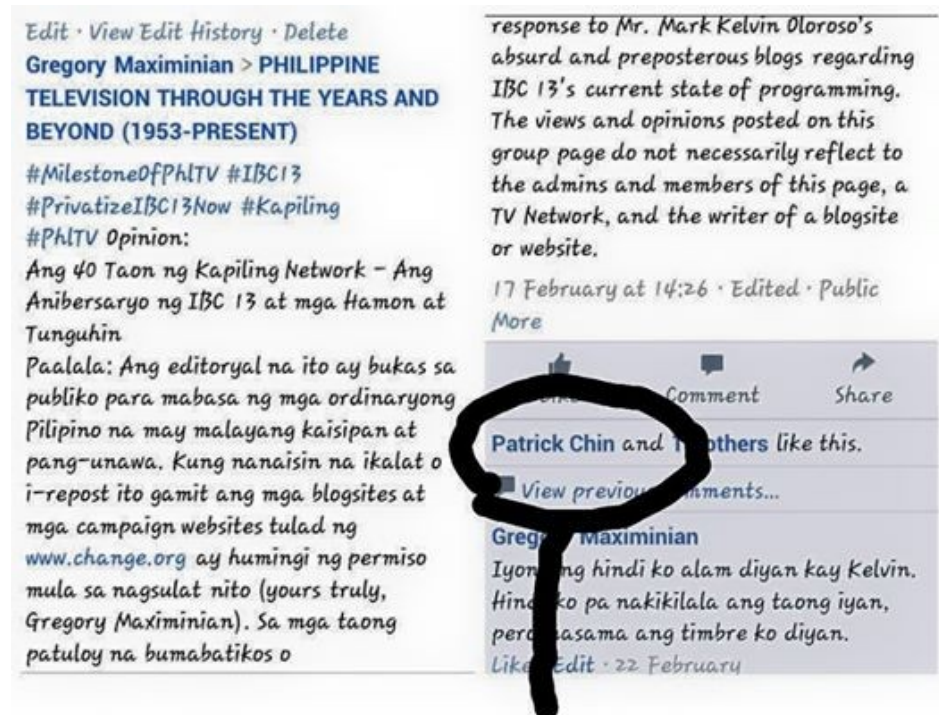 Edit · View Edit History · Delete
Gregory Maximinian > PHILIPPINE
TELEVISION THROUGH THE YEARS AND
BEYOND (1953-PRESENT)
#MilestoneOfPhlTV #IBC13
#PrivatizeIBC13Now #Kapiling
#PhlTV Opinion:
Ang 40 Taon ng Kapiling Network – Ang
Anibersaryo ng IBC 13 at mga Hamon at
Tunguhin
Paalala: Ang editoryal na ito ay bukas sa
publiko para mabasa ng mga ordinaryong
Pilipino na may malayang kaisipan at
pang-unawa. Kung nanaisin na ikalat o
i-repost ito gamit ang mga blogsites at
mga campaign websites tulad ng
www.change.org ay humingi ng permiso
mula sa nagsulat nito (yours truly,
Gregory Maximinian). Sa mga taong
patuloy na bumabatikos o
response to Mr. Mark Kelvin Oloroso's
absurd and preposterous blogs regarding
IBC 13's current state of programming.
The views and opinions posted on this
group page do not necessarily reflect to
the admins and members of this page, a
TV Network, and the writer of a blogsite
or website.
17 February at 14:26 · Edited · Public
More
Comment Share
Patrick Chin and others like this.
View previous comments...
Gregory Maximinian
Iyon ang hindi ko alam diyan kay Kelvin.
Hindi ko pa nakikilala ang taong iyan,
pero masama ang timbre ko diyan.
Like Edit · 22 February